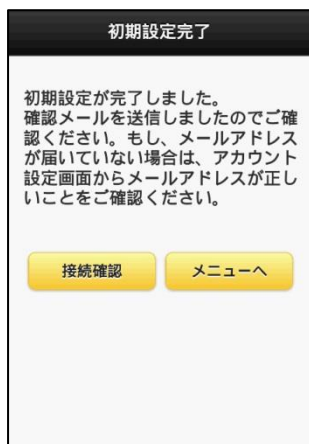 初期設定完了
初期設定が完了しました。
確認メールを送信しましたのでご確
認ください。もし、メールアドレス
が届いていない場合は、アカウント
設定画面からメールアドレスが正し
いことをご確認ください。
接続確認
メニューへ